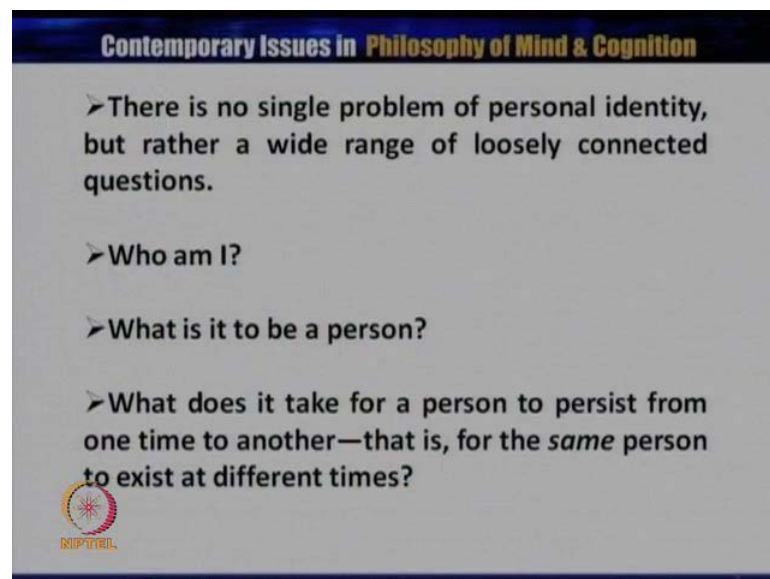 Contemporary Issues in Philosophy of Mind & Cognition
➢There is no single problem of personal identity,
but rather a wide range of loosely connected
questions.
➢Who am I?
➢What is it to be a person?
➢What does it take for a person to persist from
one time to another—that is, for the same person
to exist at different times?
NPTEL